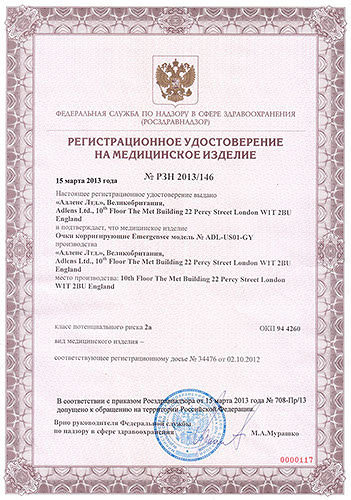 ФЕДЕРАЛЬНАЯ СЛУЖБА ПО НАДЗОРУ В СФЕРЕ ЗДРАВООХРАНЕНИЯ
(РОСЗДРАВНАДЗОР)
РЕГИСТРАЦИОННОЕ УДОСТОВЕРЕНИЕ
НА МЕДИЦИНСКОЕ ИЗДЕЛИЕ
15 марта 2013 года № РЗН 2013/146
Настоящее регистрационное удостоверение выдано
«Адленс Лтд.», Великобритания,
Adlens Ltd., 10th Floor The Met Building 22 Percy Street London W1T 2BU
England
и подтверждает, что медицинское изделие
Очки корригирующие Emergensee модель № ADL-US01-GY
производства
«Адленс Лтд.», Великобритания,
Adlens Ltd., 10th Floor The Met Building 22 Percy Street London W1T 2BU
England
место производства: 10th Floor The Met Building 22 Percy Street London
W1T 2BU England
класс потенциального риска 2а ОКП 94 4260
вид медицинского изделия –
соответствующее регистрационному досье № 34476 от 02.10.2012
В соответствии с приказом Росздравнадзора от 15 марта 2013 года № 708-Пр/13
допущено к обращению на территории Российской Федерации.
Врио руководителя Федеральной службы
по надзору в сфере здравоохранения М.А.Мурашко
0000117